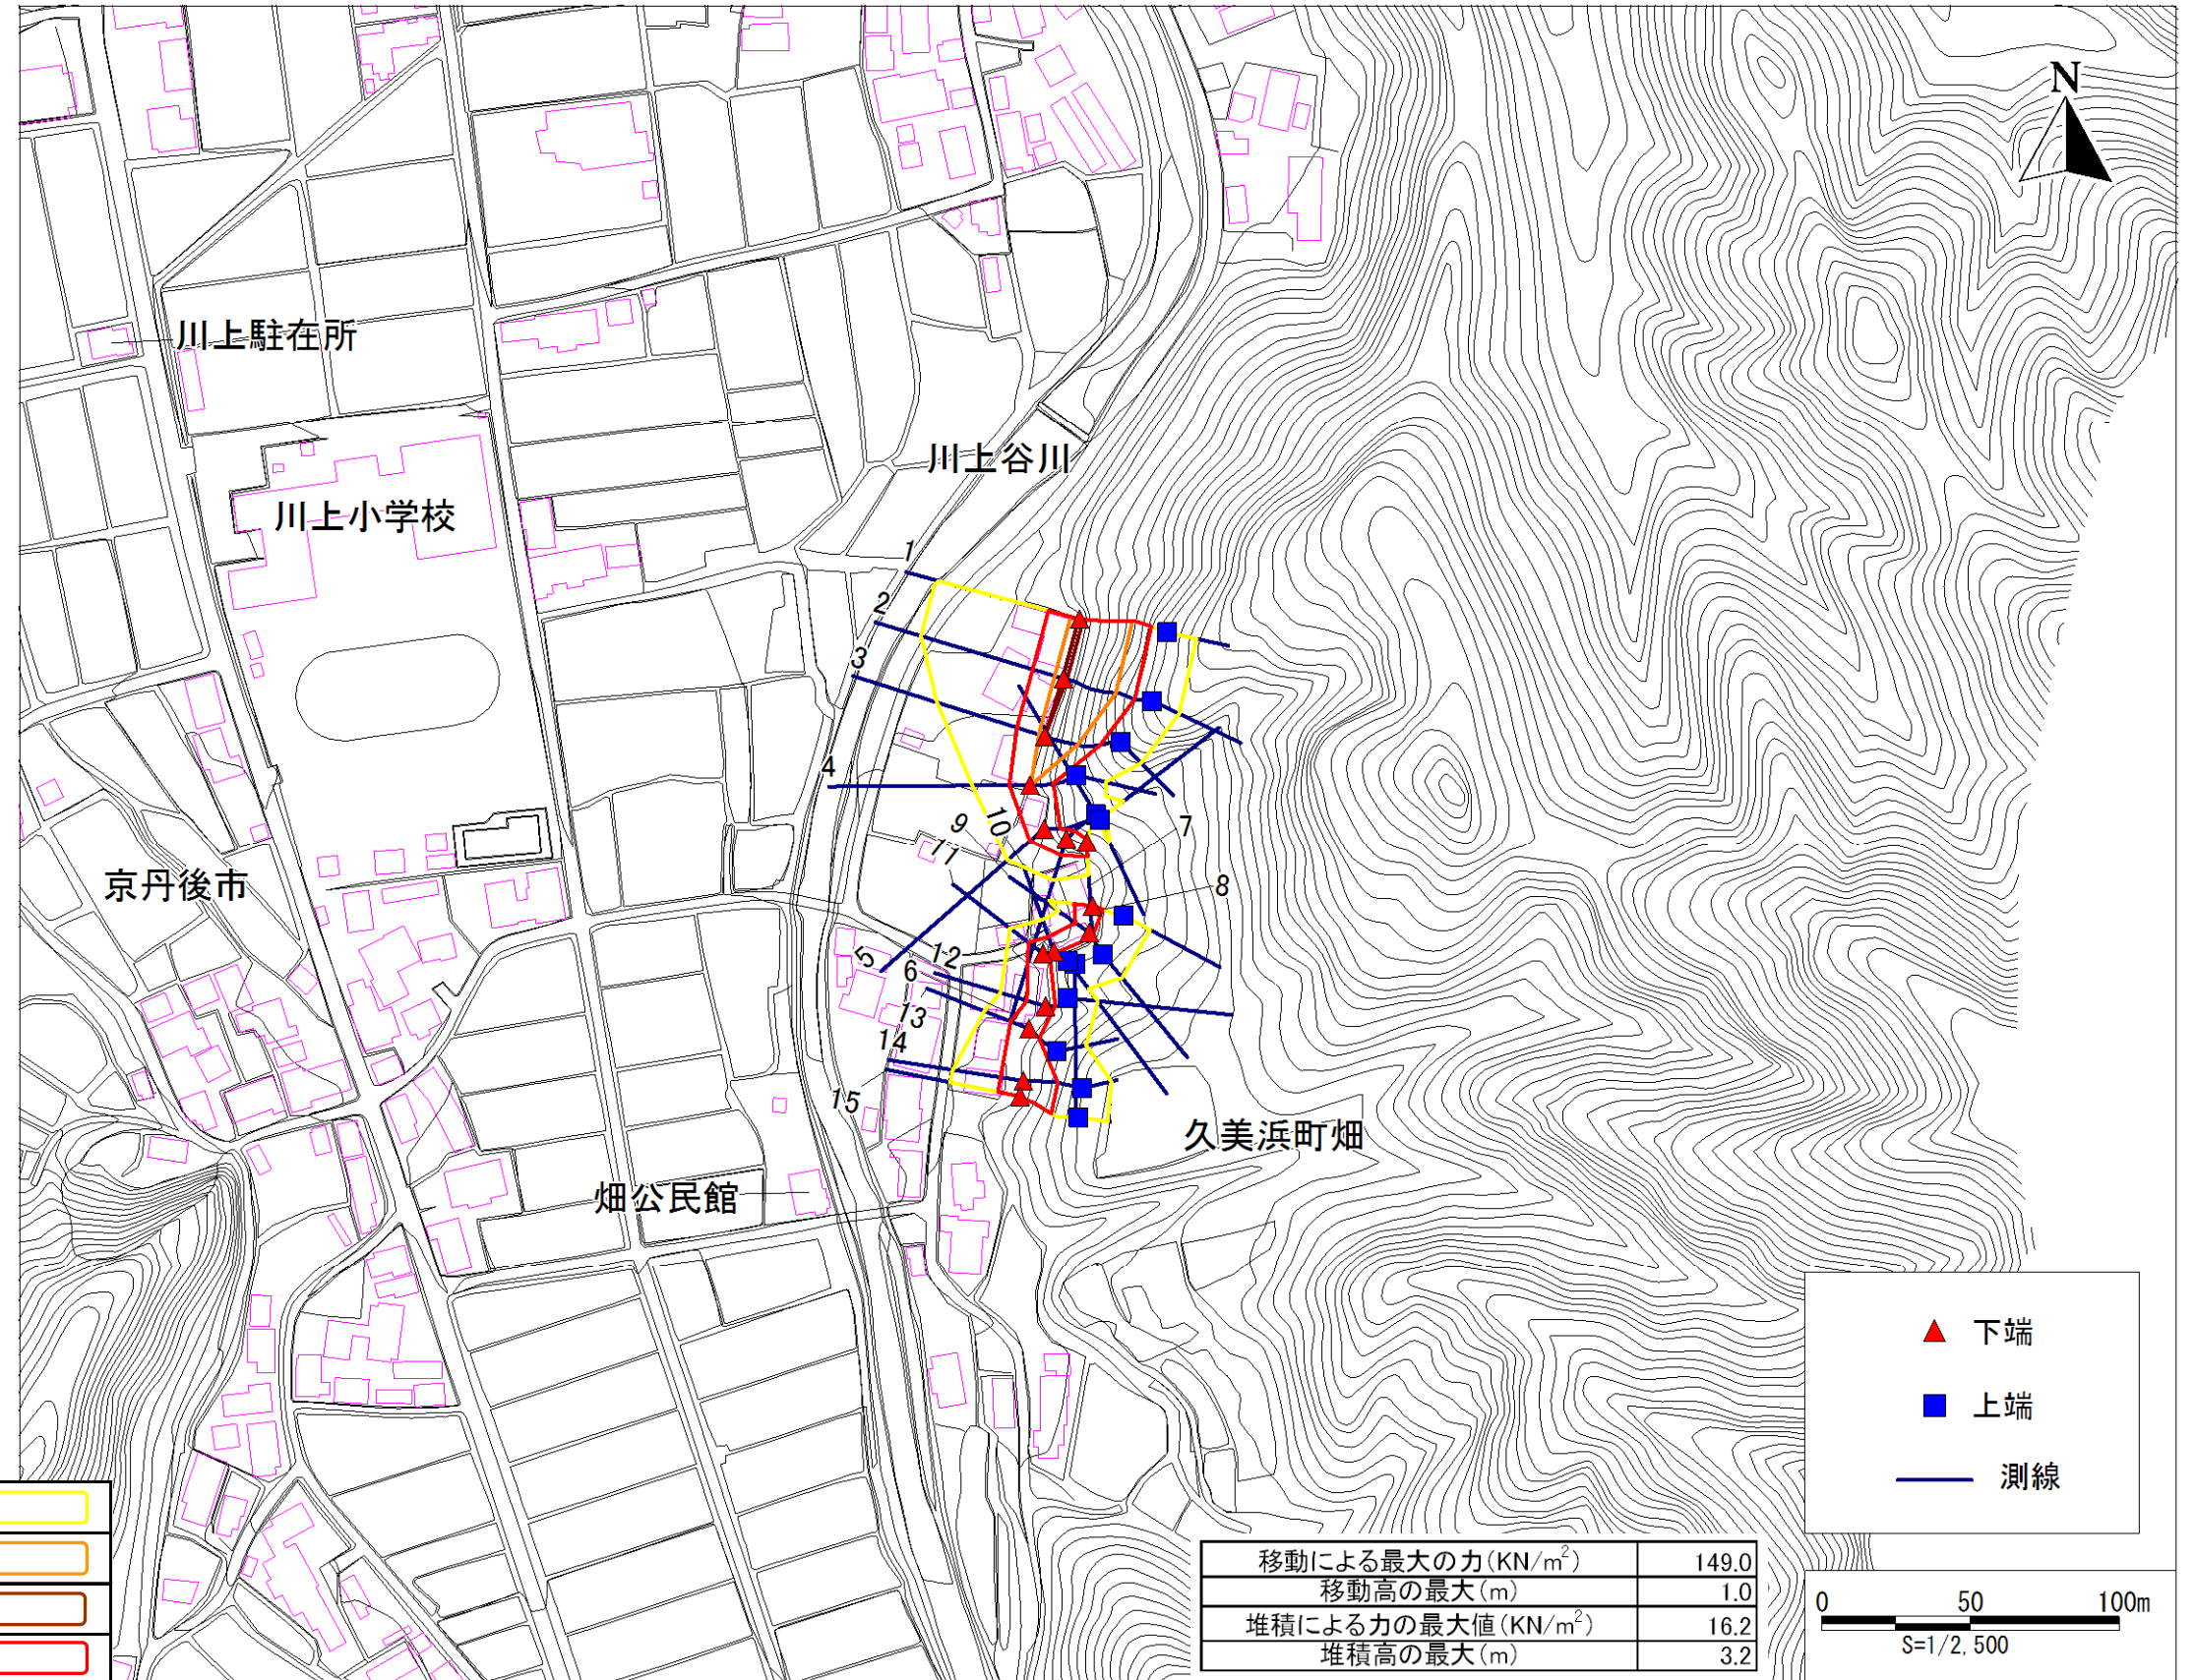 N
川上駐在所
川上谷川
川上小学校
1
2
3
4
9
10
11
7
8
京丹後市
5
6
12
13
14
15
久美浜町畑
畑公民館
下端
上端
測線
移動による最大の力(KN/m²) 149.0
移動高の最大(m) 1.0
堆積による力の最大値(KN/m²) 16.2
堆積高の最大(m) 3.2
0 50 100m
S=1/2,500